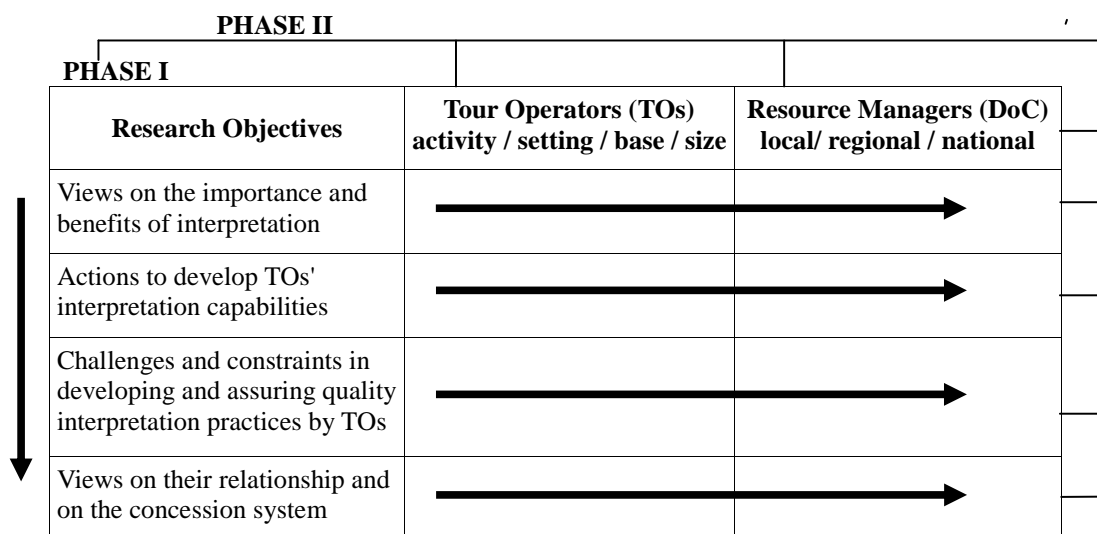 PHASE II
PHASE I
Research Objectives
Tour Operators (TOs)
activity / setting / base / size
Resource Managers (DoC)
local/ regional / national
Views on the importance and
benefits of interpretation
Actions to develop TOs'
interpretation capabilities
Challenges and constraints in
developing and assuring quality
interpretation practices by TOs
Views on their relationship and
on the concession system